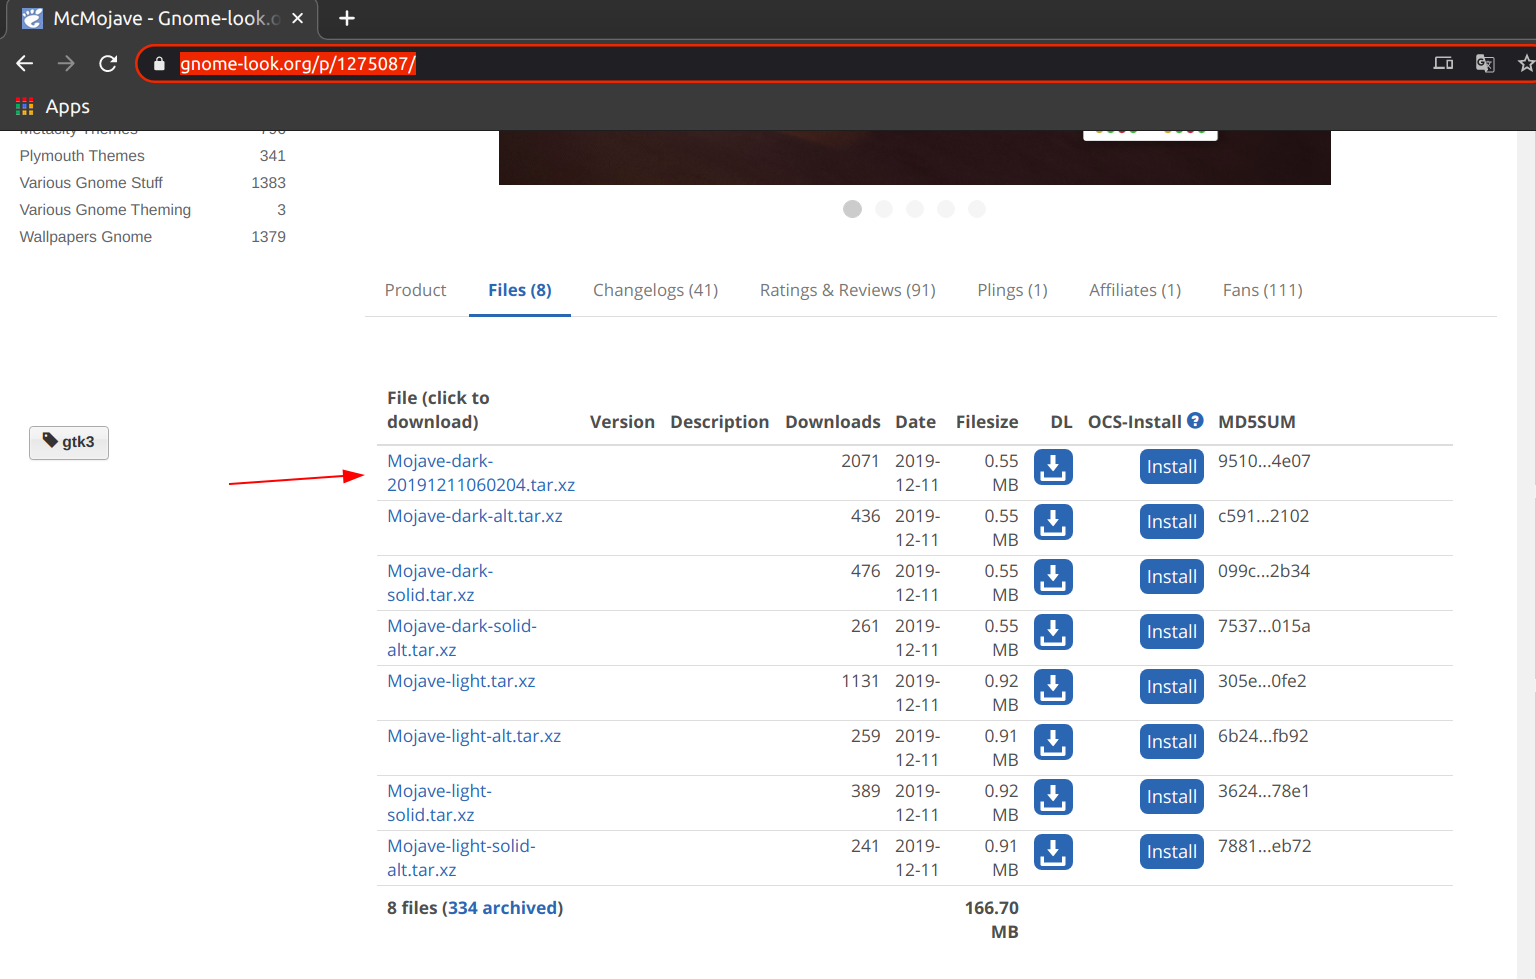 McMojave - Gnome-look.o
gnome-look.org/p/1275087/
Apps
Metacity Themes 796
Plymouth Themes 341
Various Gnome Stuff 1383
Various Gnome Theming 3
Wallpapers Gnome 1379
Product Files (8) Changelogs (41) Ratings & Reviews (91) Plings (1) Affiliates (1) Fans (111)
gtk3
File (click to
download) Version Description Downloads Date Filesize DL OCS-Install ? MD5SUM
Mojave-dark- 2071 2019- 0.55 Install 9510...4e07
20191211060204.tar.xz 12-11 MB
Mojave-dark-alt.tar.xz 436 2019- 0.55 Install c591...2102
12-11 MB
Mojave-dark- 476 2019- 0.55 Install 099c...2b34
solid.tar.xz 12-11 MB
Mojave-dark-solid- 261 2019- 0.55 Install 7537...015a
alt.tar.xz 12-11 MB
Mojave-light.tar.xz 1131 2019- 0.92 Install 305e...0fe2
12-11 MB
Mojave-light-alt.tar.xz 259 2019- 0.91 Install 6b24...fb92
12-11 MB
Mojave-light- 389 2019- 0.92 Install 3624...78e1
solid.tar.xz 12-11 MB
Mojave-light-solid- 241 2019- 0.91 Install 7881...eb72
alt.tar.xz 12-11 MB
8 files (334 archived) 166.70
MB